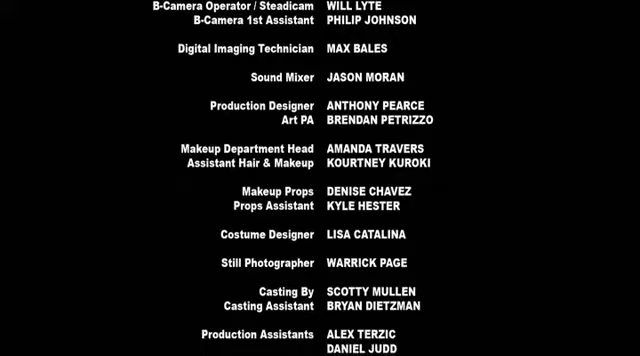 B-Camera Operator / Steadicam WILL LYTE
B-Camera 1st Assistant PHILIP JOHNSON
Digital Imaging Technician MAX BALES
Sound Mixer JASON MORAN
Production Designer ANTHONY PEARCE
Art PA BRENDAN PETRIZZO
Makeup Department Head AMANDA TRAVERS
Assistant Hair & Makeup KOURTNEY KUROKI
Makeup Props DENISE CHAVEZ
Props Assistant KYLE HESTER
Costume Designer LISA CATALINA
Still Photographer WARRICK PAGE
Casting By SCOTTY MULLEN
Casting Assistant BRYAN DIETZMAN
Production Assistants ALEX TERZIC
DANIEL JUDD